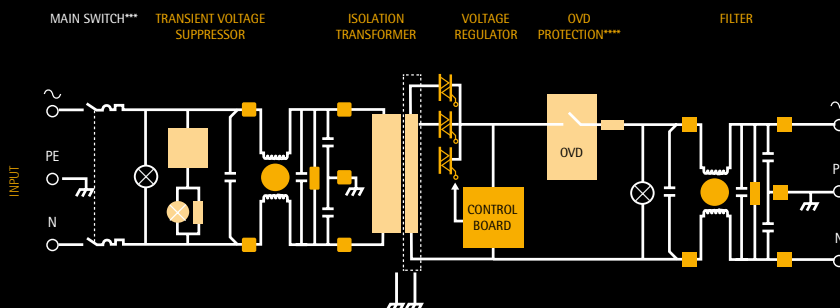 MAIN SWITCH***
TRANSIENT VOLTAGE
SUPPRESSOR
ISOLATION
TRANSFORMER
VOLTAGE
REGULATOR
OVD
PROTECTION****
FILTER
INPUT
PE
N
OVD
CONTROL
BOARD
P
N